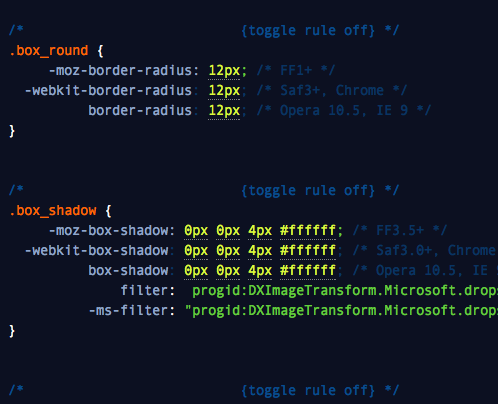 /* {toggle rule off} */
.box_round {
-moz-border-radius: 12px; /* FF1+ */
-webkit-border-radius: 12px; /* Saf3+, Chrome */
border-radius: 12px; /* Opera 10.5, IE 9 */
}
/* {toggle rule off} */
.box_shadow {
-moz-box-shadow: 0px 0px 4px #ffffff; /* FF3.5+ */
-webkit-box-shadow: 0px 0px 4px #ffffff; /* Saf3.0+, Chrome
box-shadow: 0px 0px 4px #ffffff; /* Opera 10.5, IE
filter: progid:DXImageTransform.Microsoft.drops
-ms-filter: "progid:DXImageTransform.Microsoft.drops
}
/* {toggle rule off} */